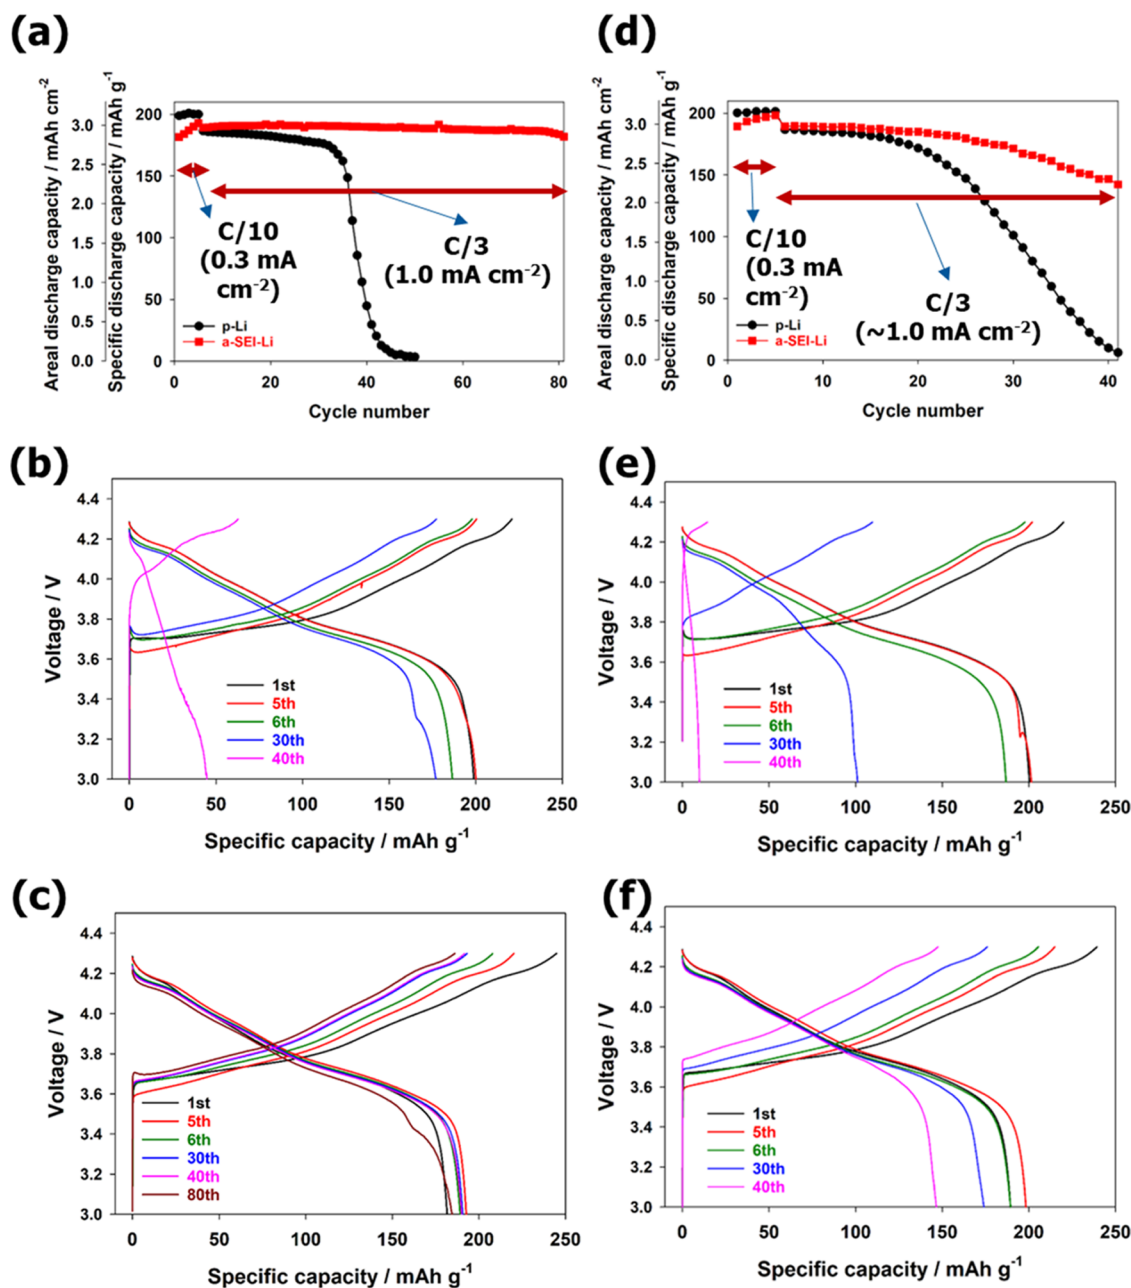 (a)
Areal discharge capacity / mAh cm-2
Specific discharge capacity / mAh g-1
3.0
2.5
2.0
1.5
1.0
0.5
0.0
200
150
100
50
0
C/10
(0.3 mA
cm-2)
C/3
(1.0 mA cm-2)
p-Li
a-SEI-Li
0 20 40 60 80
Cycle number
(d)
Areal discharge capacity / mAh cm-2
Specific discharge capacity / mAh g-1
3.0
2.5
2.0
1.5
1.0
0.5
0.0
200
150
100
50
0
C/10
(0.3 mA
cm-2)
C/3
(~1.0 mA cm-2)
p-Li
a-SEI-Li
0 10 20 30 40
Cycle number
(b)
Voltage / V
4.4
4.2
4.0
3.8
3.6
3.4
3.2
3.0
1st
5th
6th
30th
40th
0 50 100 150 200 250
Specific capacity / mAh g-1
(e)
Voltage / V
4.4
4.2
4.0
3.8
3.6
3.4
3.2
3.0
1st
5th
6th
30th
40th
0 50 100 150 200 250
Specific capacity / mAh g-1
(c)
Voltage / V
4.4
4.2
4.0
3.8
3.6
3.4
3.2
3.0
1st
5th
6th
30th
40th
80th
0 50 100 150 200 250
Specific capacity / mAh g-1
(f)
Voltage / V
4.4
4.2
4.0
3.8
3.6
3.4
3.2
3.0
1st
5th
6th
30th
40th
0 50 100 150 200 250
Specific capacity / mAh g-1